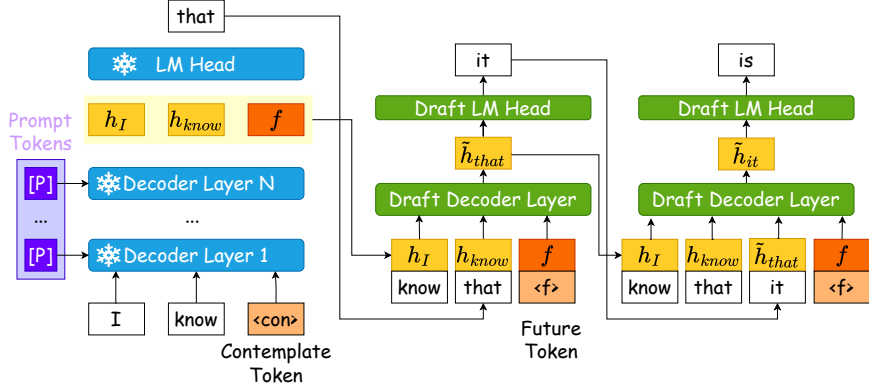 that
LM Head
h_I h_know f
Prompt
Tokens
[P]
Decoder Layer N
...
...
[P]
Decoder Layer 1
I
know
<con>
Contemplate
Token
it
Draft LM Head
h̃_that
Draft Decoder Layer
h_I h_know f
know that <f>
Future
Token
is
Draft LM Head
h̃_it
Draft Decoder Layer
h_I h_know h̃_that f
know that it <f>